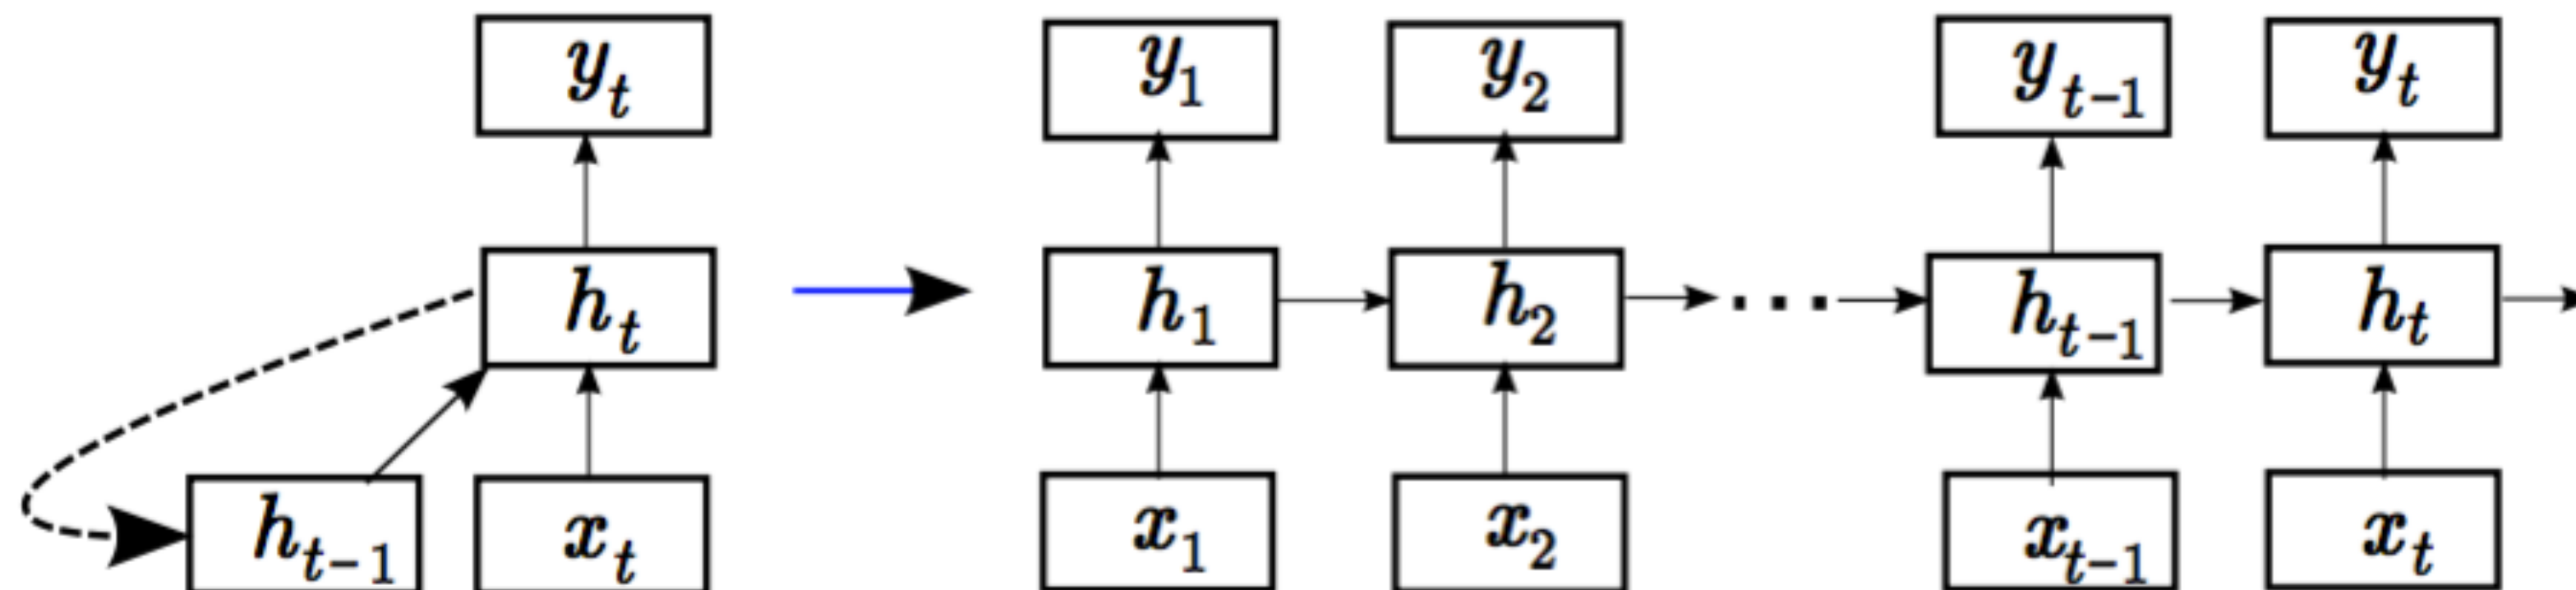 y_t y_1 y_2 y_{t-1} y_t
h_t h_1 h_2 ... h_{t-1} h_t
h_{t-1} x_t x_1 x_2 x_{t-1} x_t